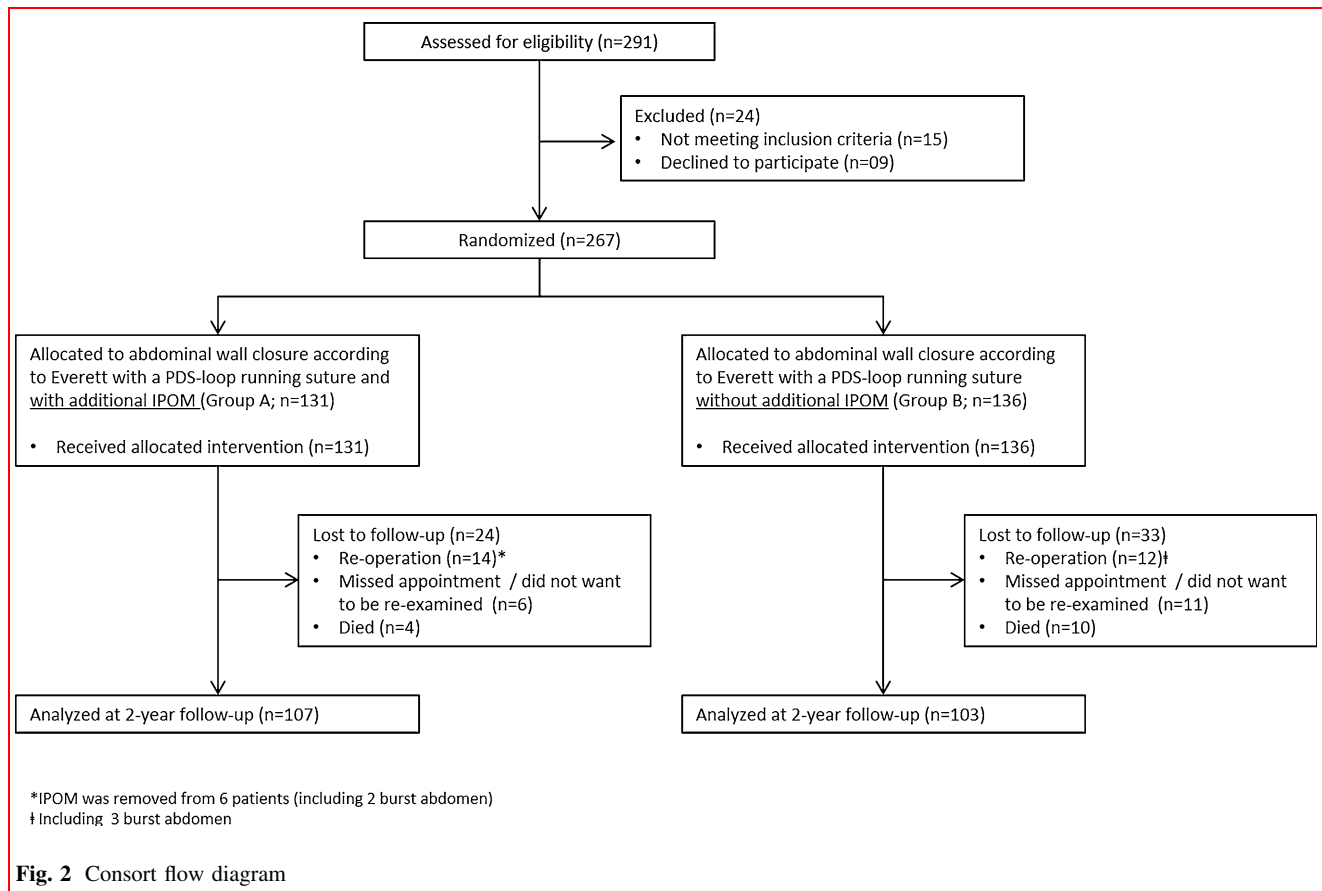 Assessed for eligibility (n=291)
Excluded (n=24)
• Not meeting inclusion criteria (n=15)
• Declined to participate (n=09)
Randomized (n=267)
Allocated to abdominal wall closure according
to Everett with a PDS-loop running suture and
with additional IPOM (Group A; n=131)
• Received allocated intervention (n=131)
Allocated to abdominal wall closure according
to Everett with a PDS-loop running suture
without additional IPOM (Group B; n=136)
• Received allocated intervention (n=136)
Lost to follow-up (n=24)
• Re-operation (n=14)*
• Missed appointment / did not want
to be re-examined (n=6)
• Died (n=4)
Lost to follow-up (n=33)
• Re-operation (n=12)ƚ
• Missed appointment / did not want
to be re-examined (n=11)
• Died (n=10)
Analyzed at 2-year follow-up (n=107)
Analyzed at 2-year follow-up (n=103)
*IPOM was removed from 6 patients (including 2 burst abdomen)
ƚ Including 3 burst abdomen
Fig. 2 Consort flow diagram